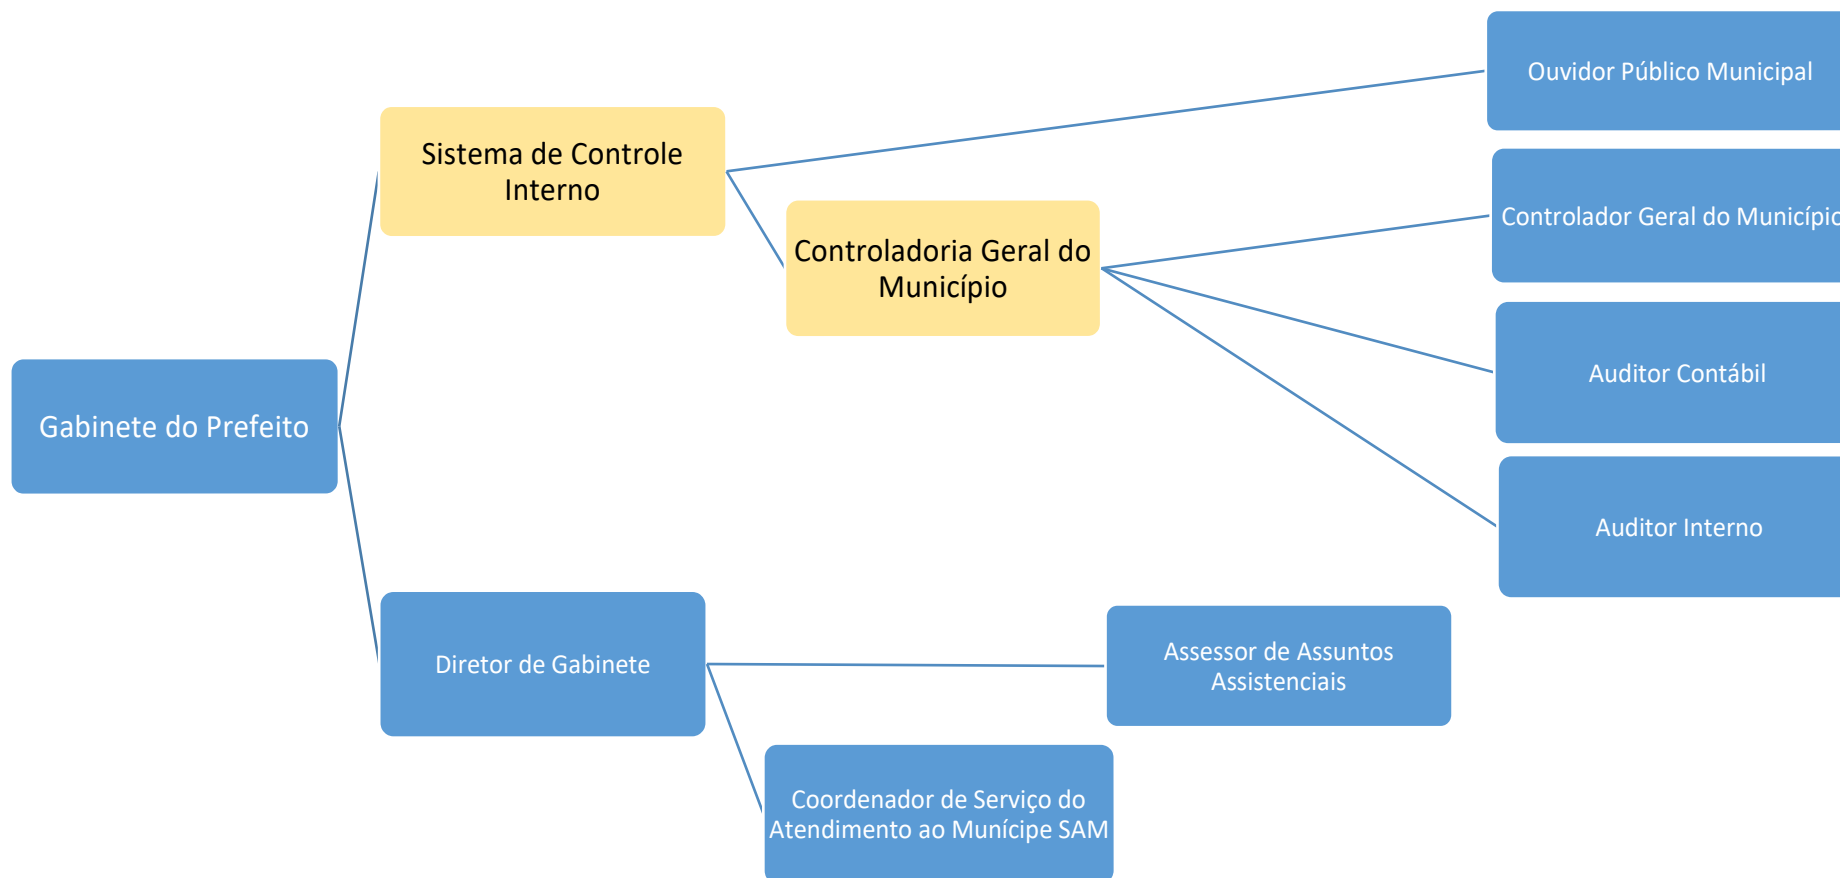 Ouvidor Público Municipal
Sistema de Controle
Interno
Controlador Geral do Município
Controladoria Geral do
Município
Auditor Contábil
Gabinete do Prefeito
Auditor Interno
Diretor de Gabinete
Assessor de Assuntos
Assistenciais
Coordenador de Serviço do
Atendimento ao Munícipe SAM